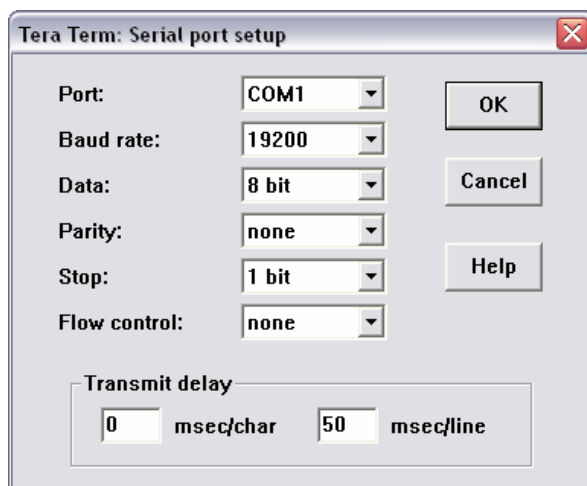 Tera Term: Serial port setup
Port: COM1
OK
Baud rate: 19200
Data: 8 bit
Cancel
Parity: none
Stop: 1 bit
Help
Flow control: none
Transmit delay
0 msec/char 50 msec/line